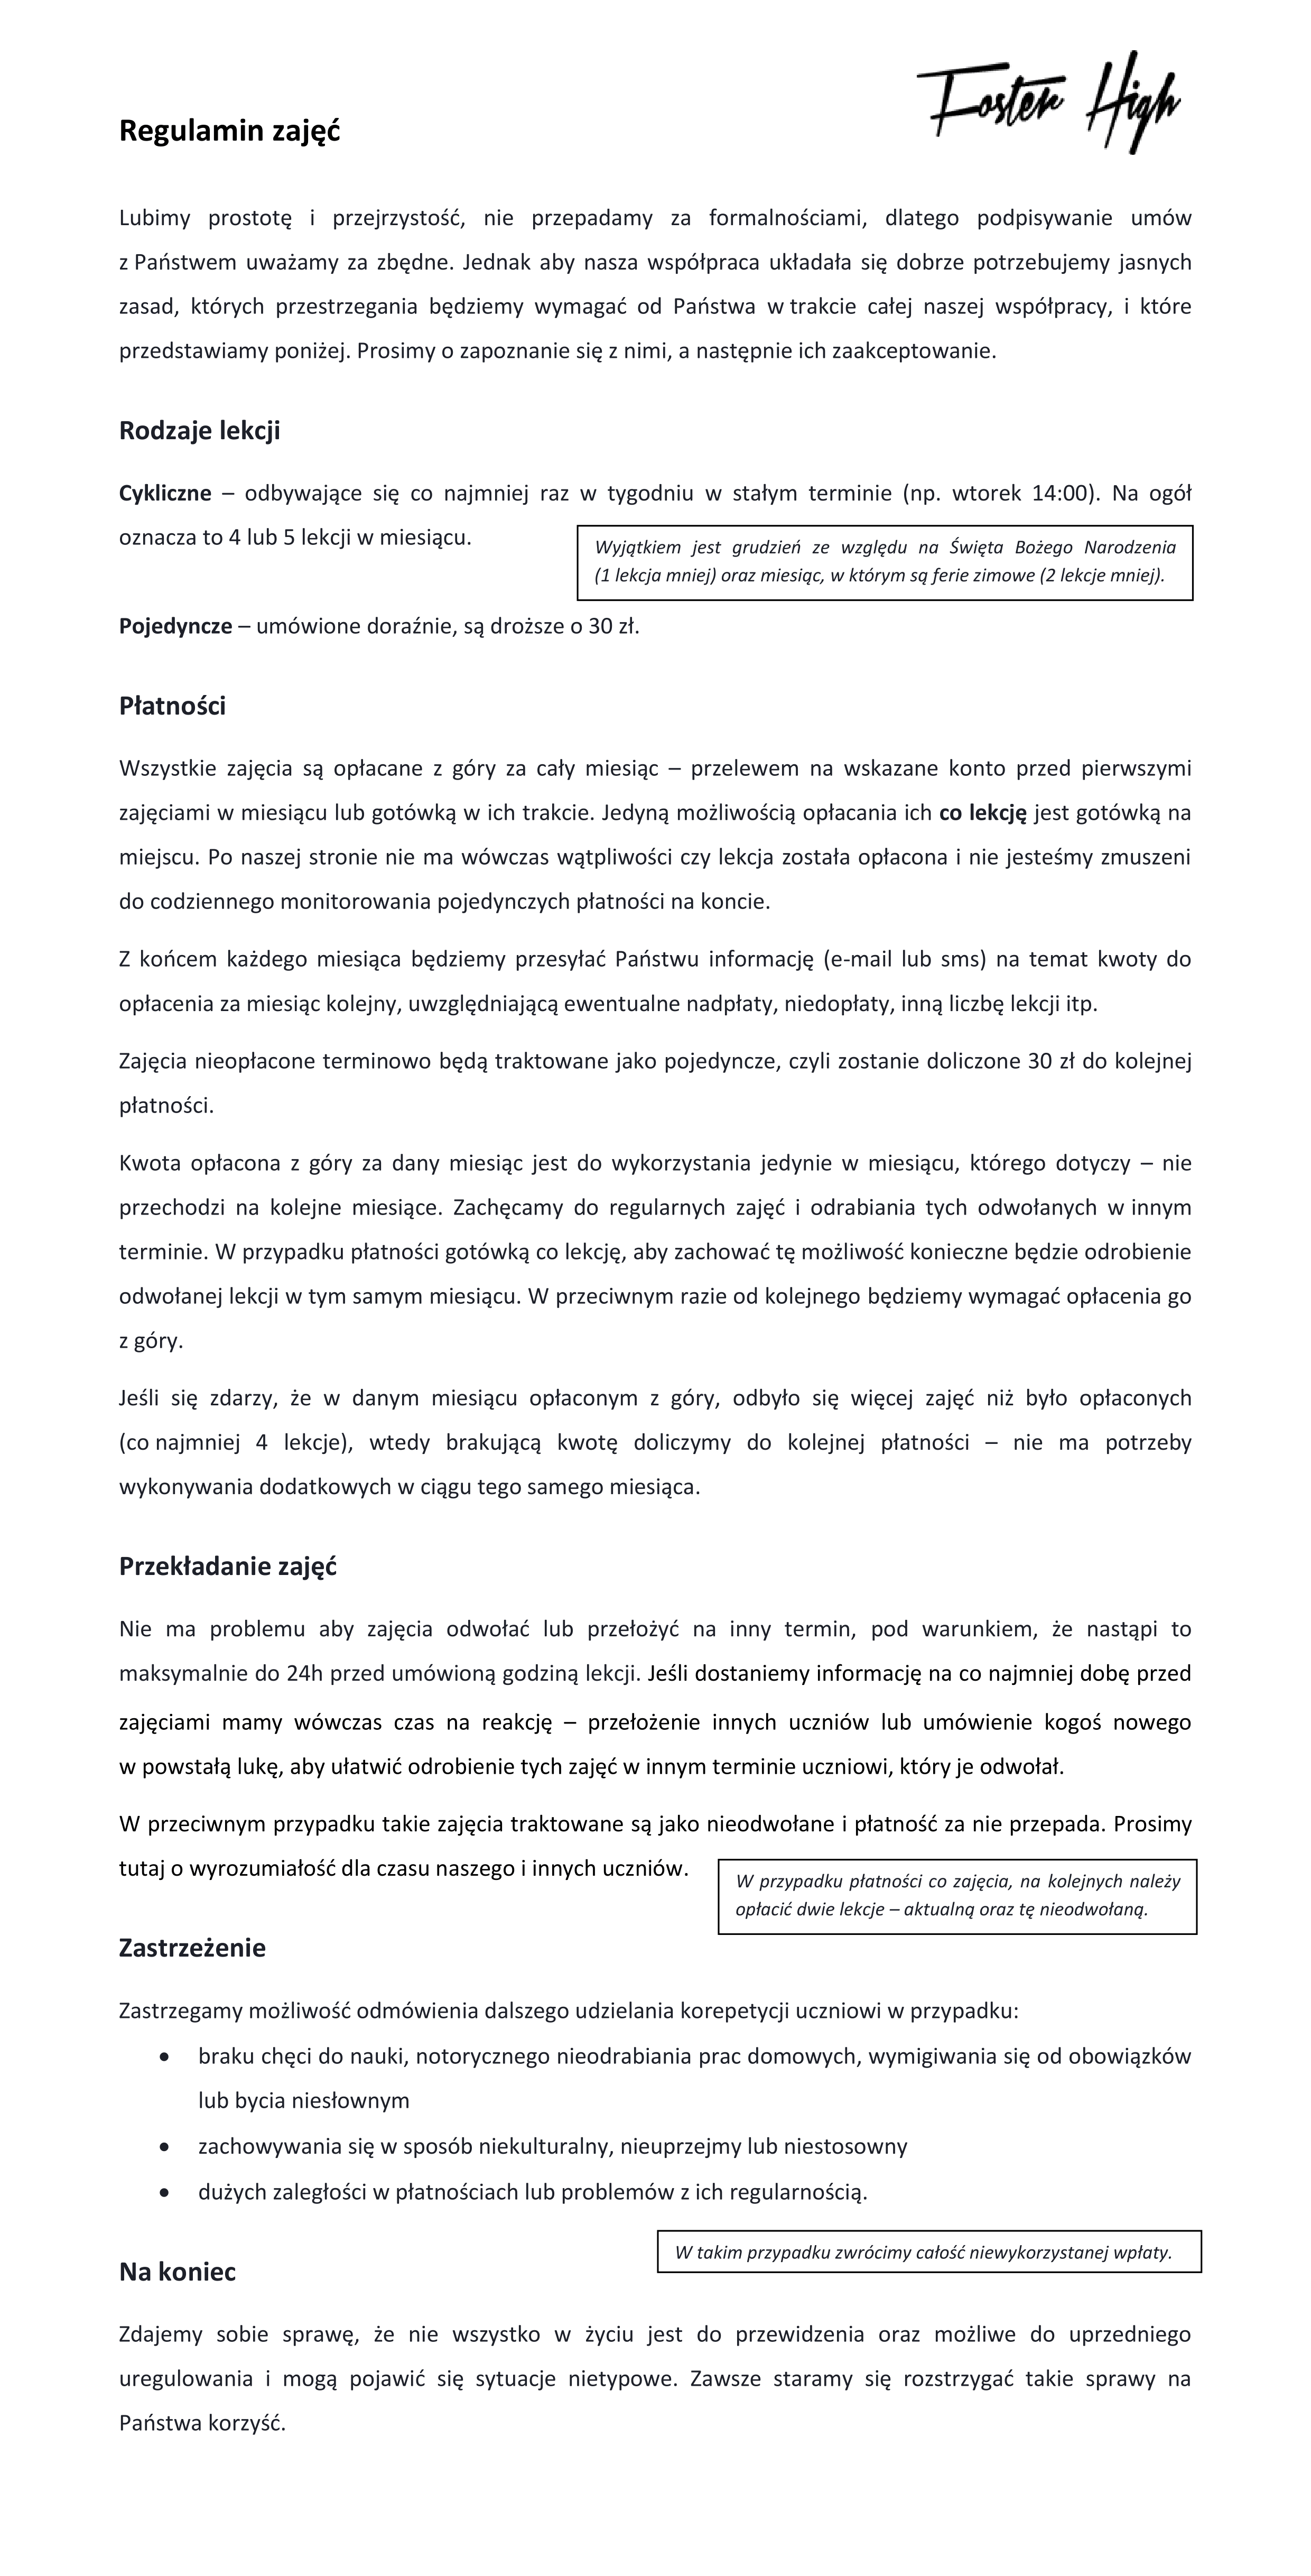 Foster High
Regulamin zajęć
Lubimy prostotę i przejrzystość, nie przepadamy za formalnościami, dlatego podpisywanie umów
z Państwem uważamy za zbędne. Jednak aby nasza współpraca układała się dobrze potrzebujemy jasnych
zasad, których przestrzegania będziemy wymagać od Państwa w trakcie całej naszej współpracy, i które
przedstawiamy poniżej. Prosimy o zapoznanie się z nimi, a następnie ich zaakceptowanie.
Rodzaje lekcji
Cykliczne – odbywające się co najmniej raz w tygodniu w stałym terminie (np. wtorek 14:00). Na ogół
oznacza to 4 lub 5 lekcji w miesiącu.
Wyjątkiem jest grudzień ze względu na Święta Bożego Narodzenia
(1 lekcja mniej) oraz miesiąc, w którym są ferie zimowe (2 lekcje mniej).
Pojedyncze – umówione doraźnie, są droższe o 30 zł.
Płatności
Wszystkie zajęcia są opłacane z góry za cały miesiąc – przelewem na wskazane konto przed pierwszymi
zajęciami w miesiącu lub gotówką w ich trakcie. Jedyną możliwością opłacania ich co lekcję jest gotówką na
miejscu. Po naszej stronie nie ma wówczas wątpliwości czy lekcja została opłacona i nie jesteśmy zmuszeni
do codziennego monitorowania pojedynczych płatności na koncie.
Z końcem każdego miesiąca będziemy przesyłać Państwu informację (e-mail lub sms) na temat kwoty do
opłacenia za miesiąc kolejny, uwzględniającą ewentualne nadpłaty, niedopłaty, inną liczbę lekcji itp.
Zajęcia nieopłacone terminowo będą traktowane jako pojedyncze, czyli zostanie doliczone 30 zł do kolejnej
płatności.
Kwota opłacona z góry za dany miesiąc jest do wykorzystania jedynie w miesiącu, którego dotyczy – nie
przechodzi na kolejne miesiące. Zachęcamy do regularnych zajęć i odrabiania tych odwołanych w innym
terminie. W przypadku płatności gotówką co lekcję, aby zachować tę możliwość konieczne będzie odrobienie
odwołanej lekcji w tym samym miesiącu. W przeciwnym razie od kolejnego będziemy wymagać opłacenia go
z góry.
Jeśli się zdarzy, że w danym miesiącu opłaconym z góry, odbyło się więcej zajęć niż było opłaconych
(co najmniej 4 lekcje), wtedy brakującą kwotę doliczymy do kolejnej płatności – nie ma potrzeby
wykonywania dodatkowych w ciągu tego samego miesiąca.
Przekładanie zajęć
Nie ma problemu aby zajęcia odwołać lub przełożyć na inny termin, pod warunkiem, że nastąpi to
maksymalnie do 24h przed umówioną godziną lekcji. Jeśli dostaniemy informację na co najmniej dobę przed
zajęciami mamy wówczas czas na reakcję – przełożenie innych uczniów lub umówienie kogoś nowego
w powstałą lukę, aby ułatwić odrobienie tych zajęć w innym terminie uczniowi, który je odwołał.
W przeciwnym przypadku takie zajęcia traktowane są jako nieodwołane i płatność za nie przepada. Prosimy
tutaj o wyrozumiałość dla czasu naszego i innych uczniów.
W przypadku płatności co zajęcia, na kolejnych należy
opłacić dwie lekcje – aktualną oraz tę nieodwołaną.
Zastrzeżenie
Zastrzegamy możliwość odmówienia dalszego udzielania korepetycji uczniowi w przypadku:
• braku chęci do nauki, notorycznego nieodrabiania prac domowych, wymigiwania się od obowiązków
lub bycia niesłownym
• zachowywania się w sposób niekulturalny, nieuprzejmy lub niestosowny
• dużych zaległości w płatnościach lub problemów z ich regularnością.
W takim przypadku zwrócimy całość niewykorzystanej wpłaty.
Na koniec
Zdajemy sobie sprawę, że nie wszystko w życiu jest do przewidzenia oraz możliwe do uprzedniego
uregulowania i mogą pojawić się sytuacje nietypowe. Zawsze staramy się rozstrzygać takie sprawy na
Państwa korzyść.